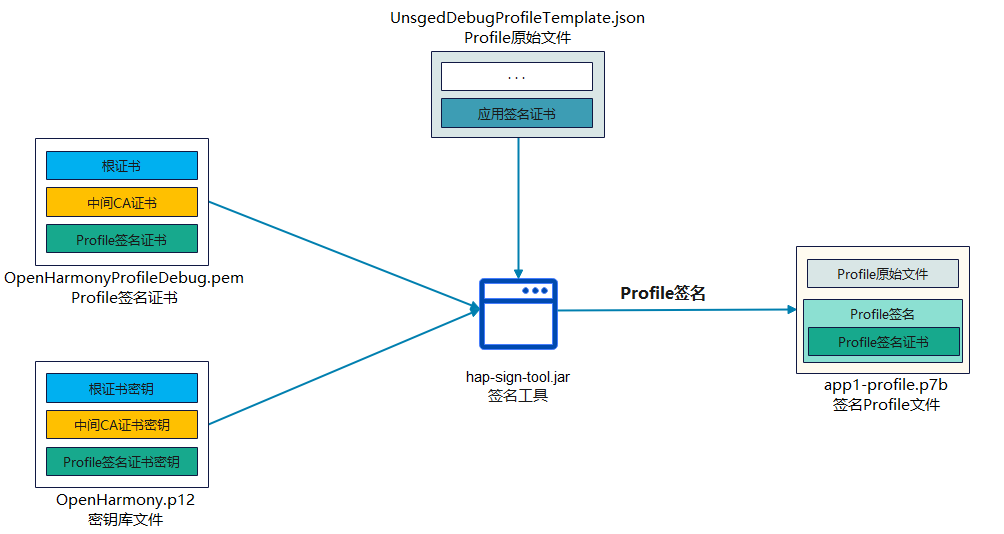 UnsgedDebugProfileTemplate.json
Profile原始文件
...
应用签名证书
根证书
中间CA证书
Profile签名证书
OpenHarmonyProfileDebug.pem
Profile签名证书
根证书密钥
中间CA证书密钥
Profile签名证书密钥
OpenHarmony.p12
密钥库文件
hap-sign-tool.jar
签名工具
Profile签名
Profile原始文件
Profile签名
Profile签名证书
app1-profile.p7b
签名Profile文件